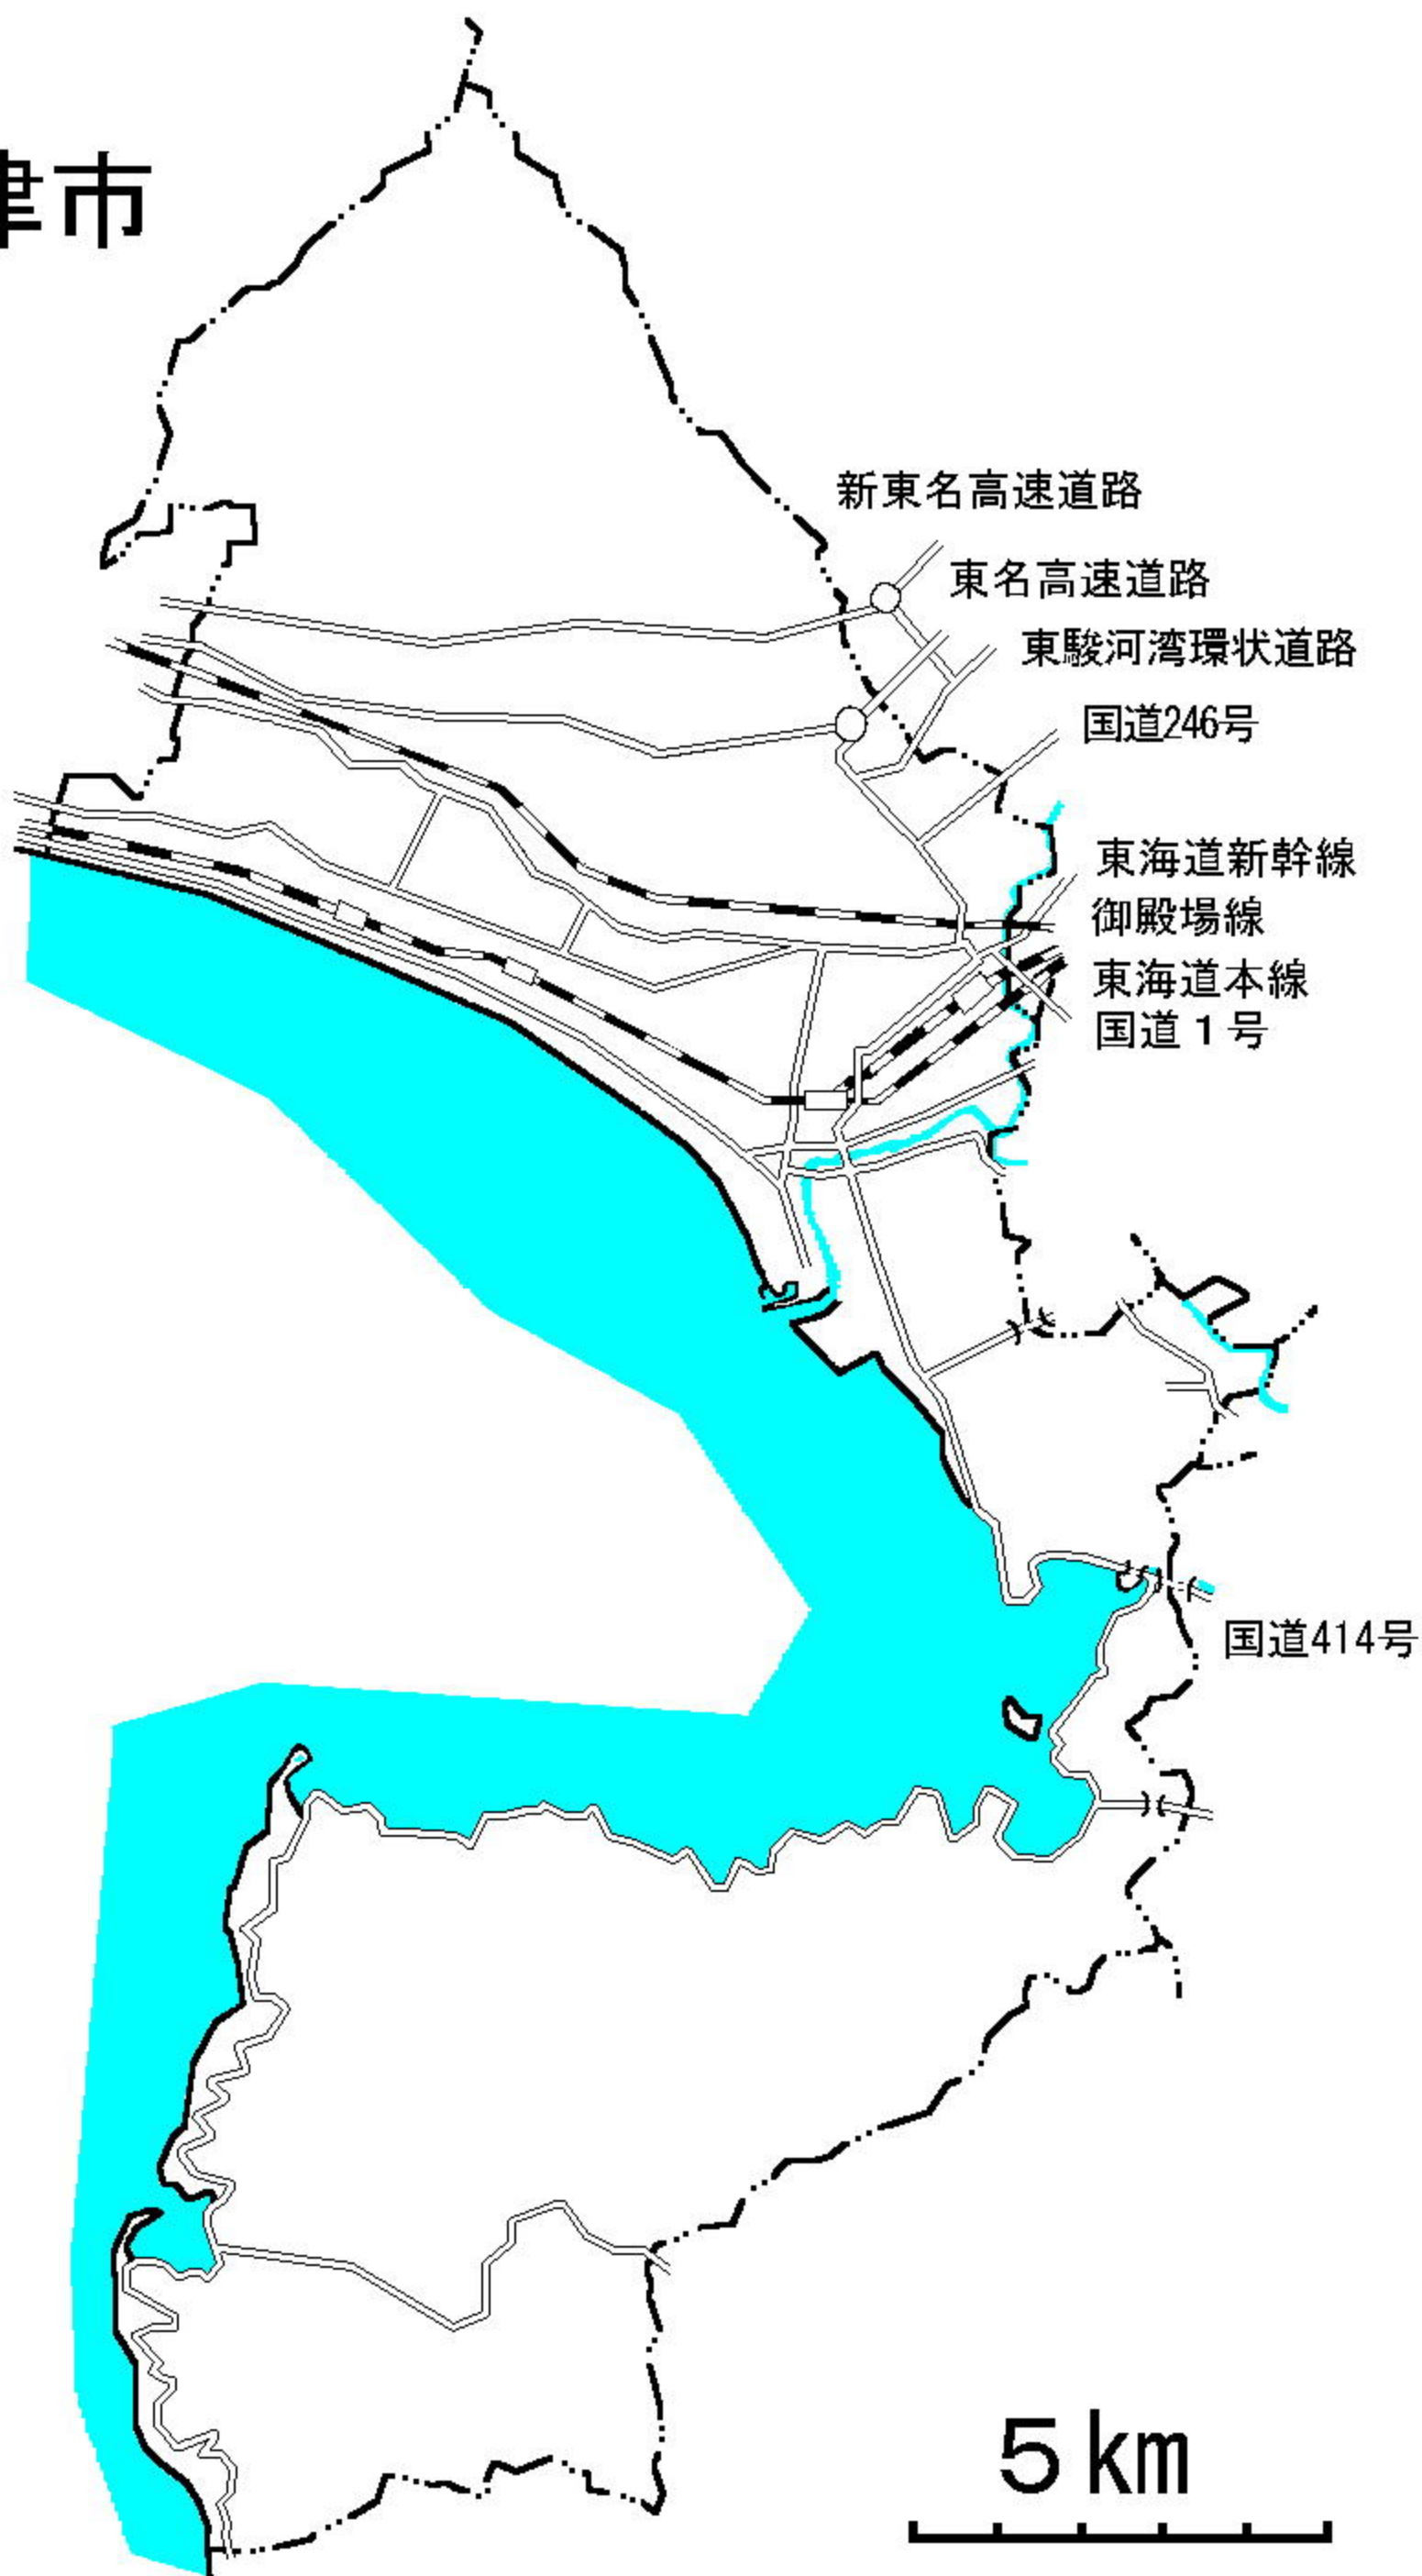 津市
新東名高速道路
東名高速道路
東駿河湾環状道路
国道246号
東海道新幹線
御殿場線
東海道本線
国道1号
国道414号
5km